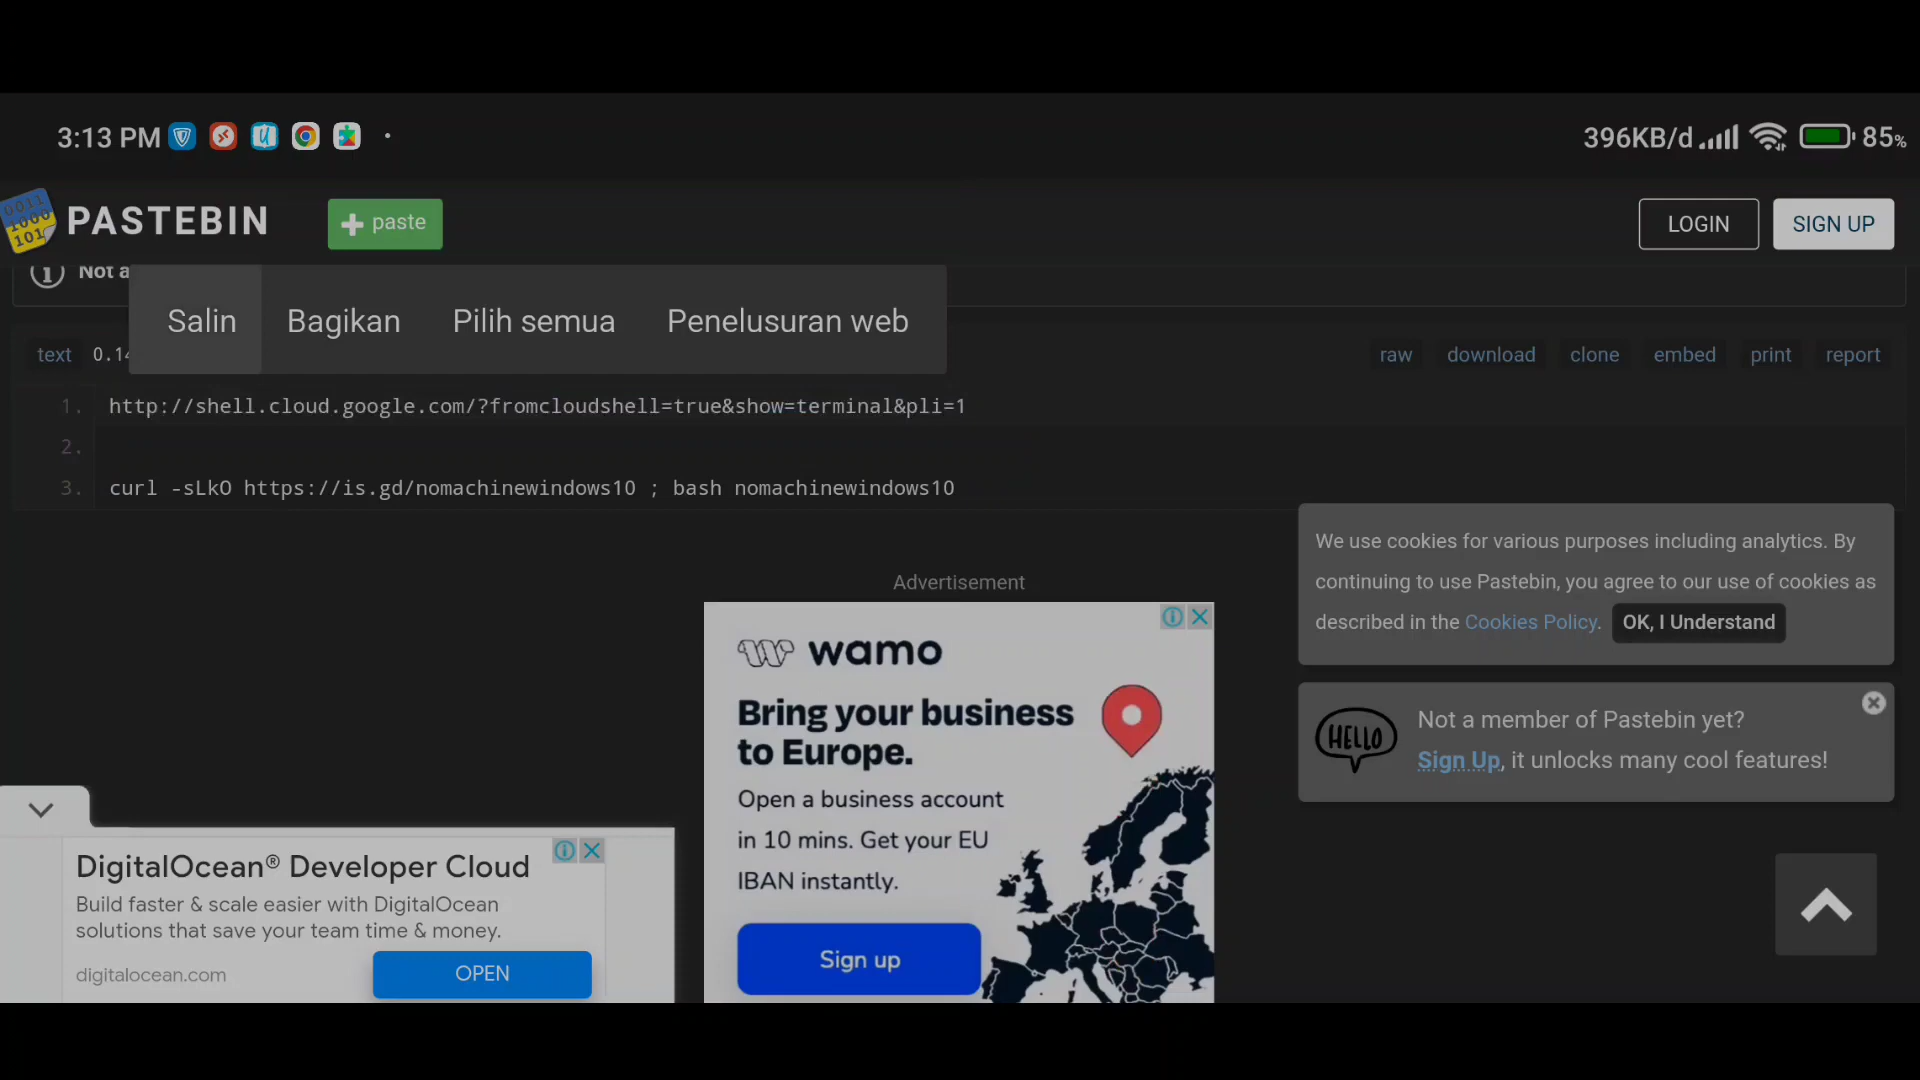 3:13 PM
396KB/d
85%
PASTEBIN
paste
LOGIN
SIGN UP
Not a
Salin Bagikan Pilih semua Penelusuran web
text 0.14
raw download clone embed print report
1. http://shell.cloud.google.com/?fromcloudshell=true&show=terminal&pli=1
2.
3. curl -sLkO https://is.gd/nomachinewindows10 ; bash nomachinewindows10
We use cookies for various purposes including analytics. By
continuing to use Pastebin, you agree to our use of cookies as
described in the Cookies Policy. OK, I Understand
Advertisement
wamo
Bring your business
to Europe.
Open a business account
in 10 mins. Get your EU
IBAN instantly.
Sign up
HELLO
Not a member of Pastebin yet?
Sign Up, it unlocks many cool features!
DigitalOcean® Developer Cloud
Build faster & scale easier with DigitalOcean
solutions that save your team time & money.
digitalocean.com
OPEN